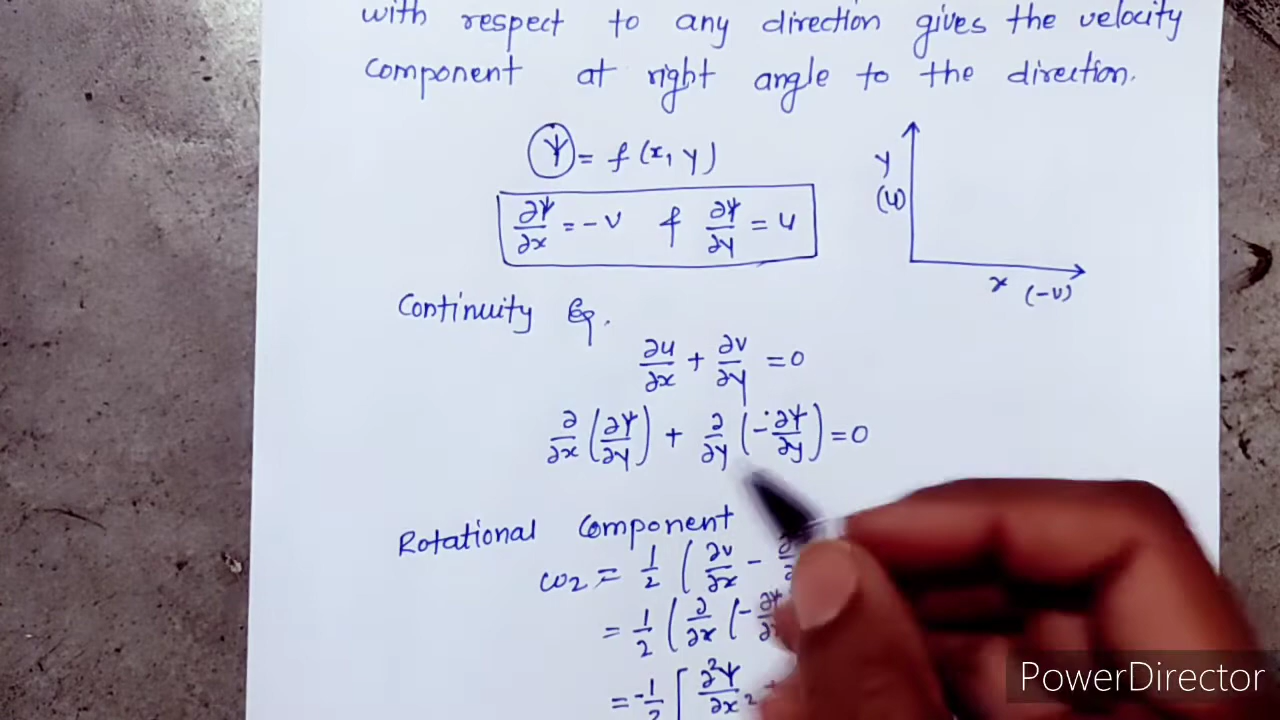 with respect to any direction gives the velocity
component at right angle to the direction.
Ψ = f (x, y)
∂Ψ/∂x = -v & ∂Ψ/∂y = u
y
(u)
x (-v)
Continuity Eq.
∂u/∂x + ∂v/∂y = 0
∂/∂x (∂Ψ/∂y) + ∂/∂y (-∂Ψ/∂y) = 0
Rotational Component
ωz = 1/2 (∂v/∂x -
= 1/2 (∂/∂x (-
= -1/2 [ ∂²Ψ/∂x² +
PowerDirector